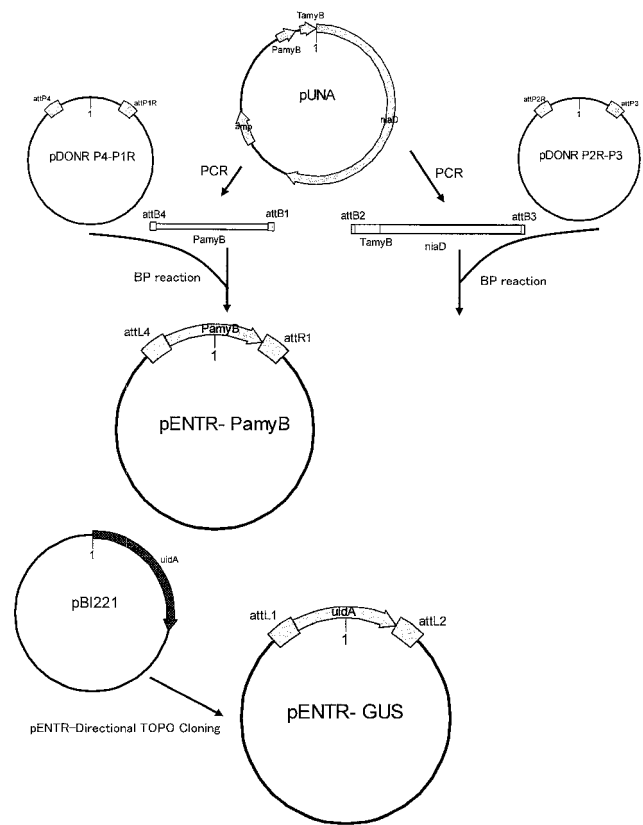 TamyB
PamyB
1
pUNA
niaD
amp
attP4
attP1R
1
pDONR P4-P1R
attP2R
attP3
1
pDONR P2R-P3
PCR
PCR
attB4
attB1
PamyB
attB2
attB3
TamyB
niaD
BP reaction
BP reaction
attL4
PamyB
attR1
1
pENTR- PamyB
1
uidA
pBI221
attL1
uidA
attL2
1
pENTR-Directional TOPO Cloning
pENTR- GUS